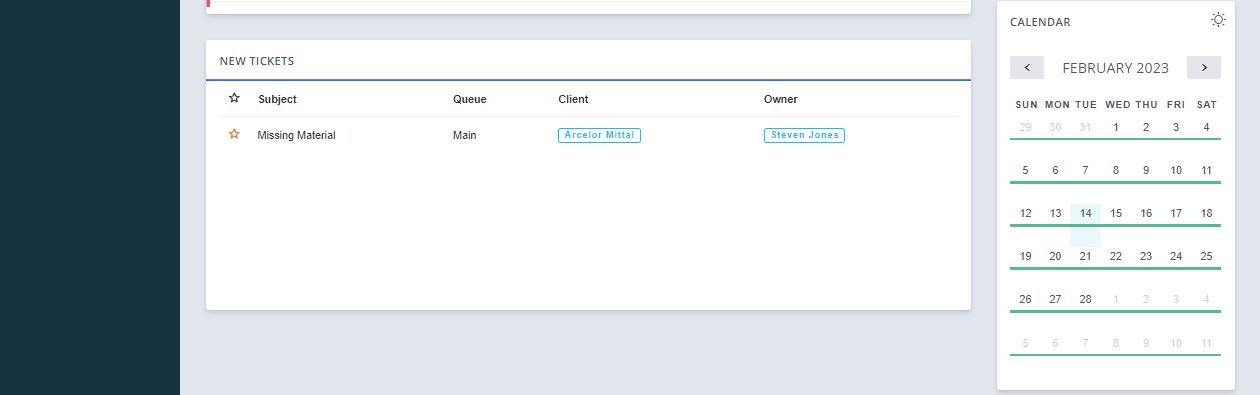 NEW TICKETS
Subject Queue Client Owner
Missing Material Main Arcelor Mittal Steven Jones
CALENDAR
< FEBRUARY 2023 >
SUN MON TUE WED THU FRI SAT
29 30 31 1 2 3 4
5 6 7 8 9 10 11
12 13 14 15 16 17 18
19 20 21 22 23 24 25
26 27 28 1 2 3 4
5 6 7 8 9 10 11